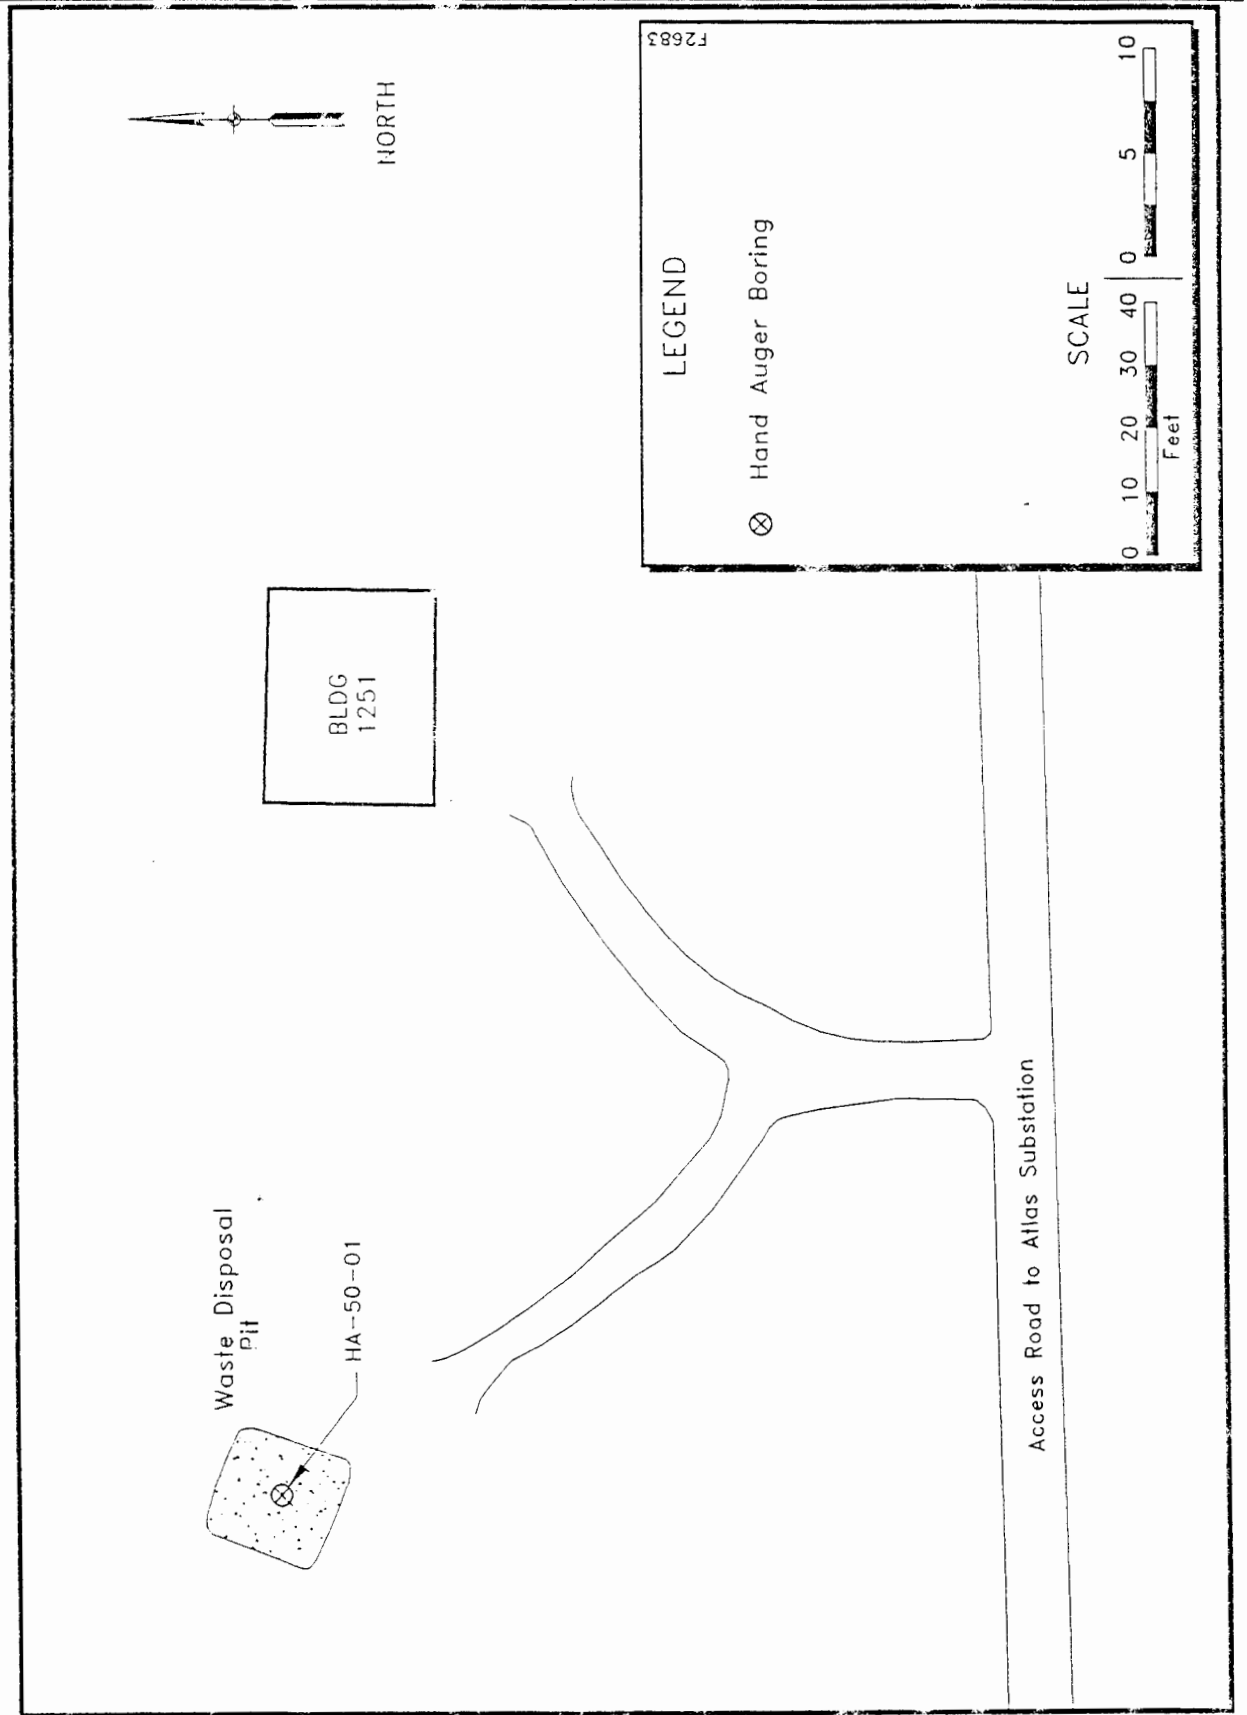 NORTH
Waste Disposal
Pit
HA-50-01
BLDG
1251
Access Road to Atlas Substation
LEGEND
⊗ Hand Auger Boring
SCALE
0 10 20 30 40
Feet
0 5 10
F2683